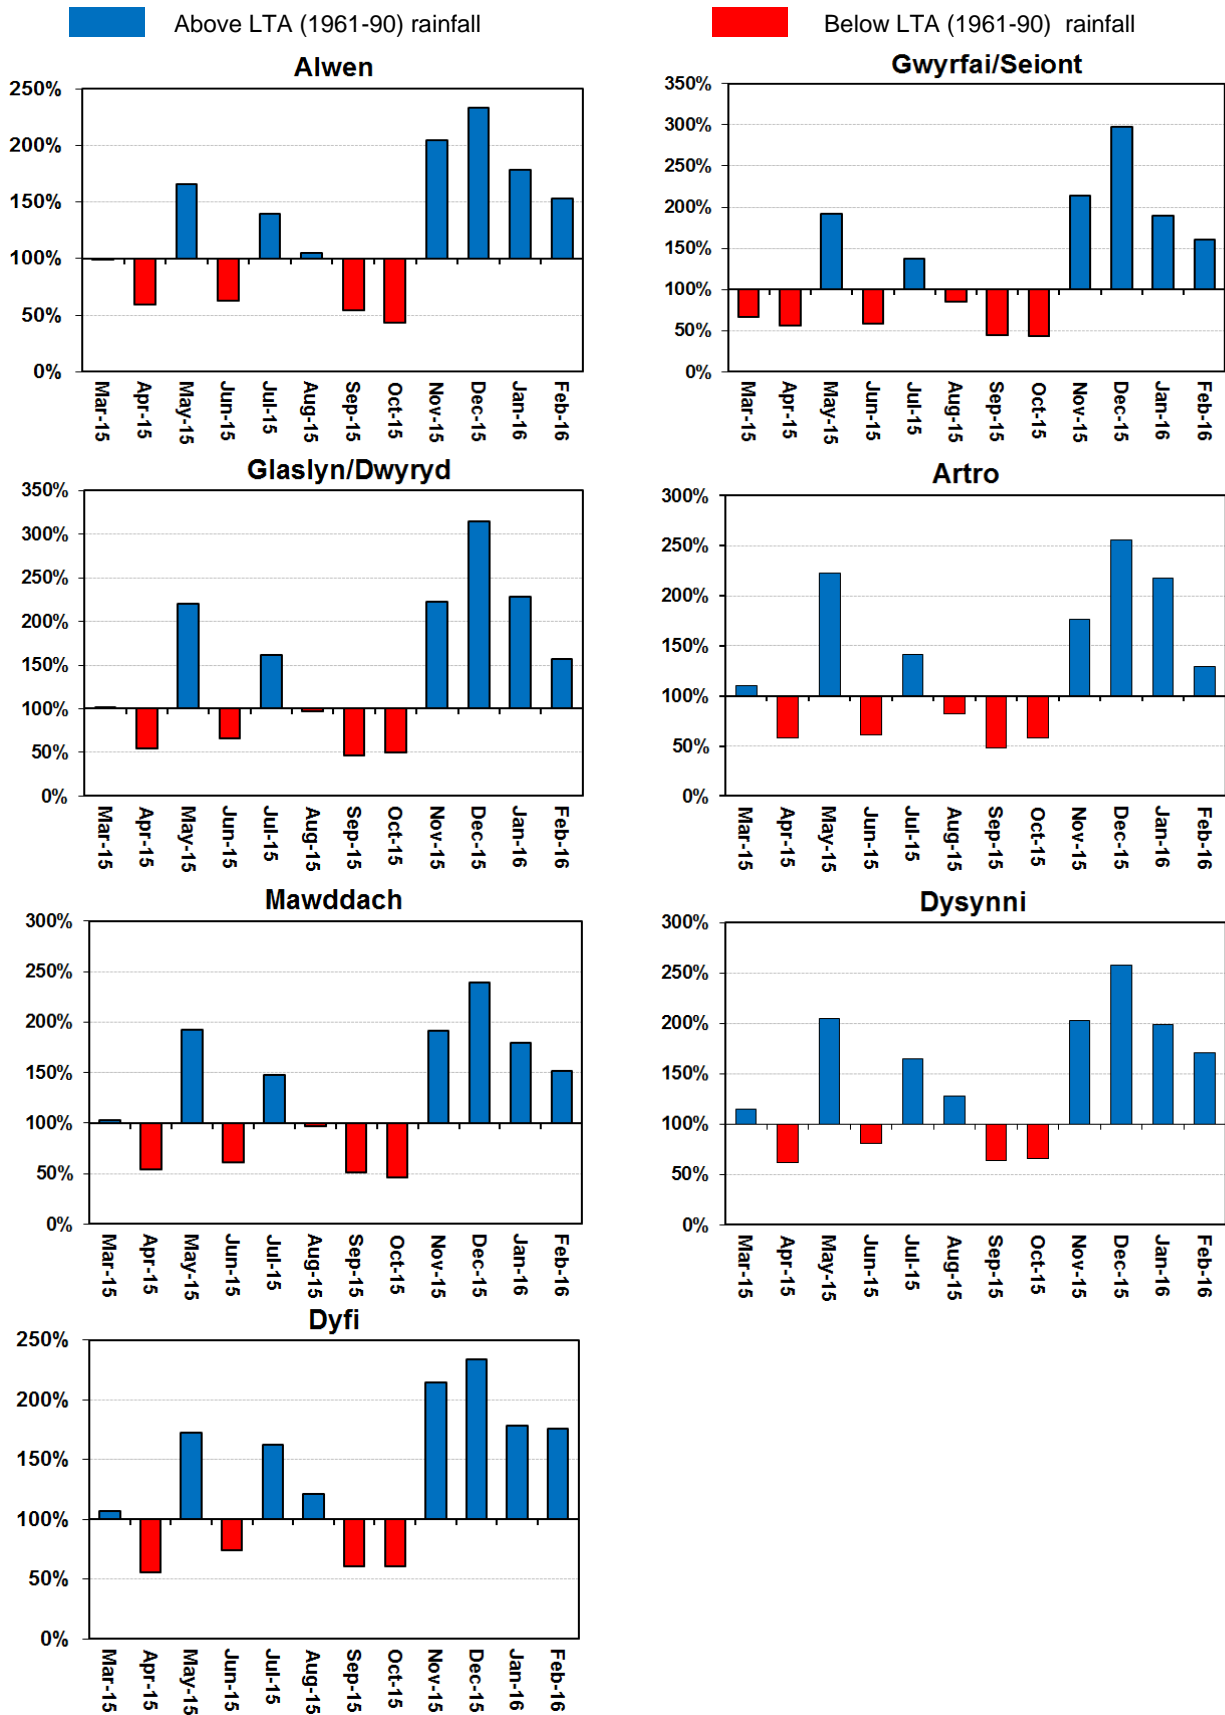 Above LTA (1961-90) rainfall
Below LTA (1961-90) rainfall
Alwen
250%
200%
150%
100%
50%
0%
Mar-15
Apr-15
May-15
Jun-15
Jul-15
Aug-15
Sep-15
Oct-15
Nov-15
Dec-15
Jan-16
Feb-16
Gwyrfai/Seiont
350%
300%
250%
200%
150%
100%
50%
0%
Mar-15
Apr-15
May-15
Jun-15
Jul-15
Aug-15
Sep-15
Oct-15
Nov-15
Dec-15
Jan-16
Feb-16
Glaslyn/Dwyryd
350%
300%
250%
200%
150%
100%
50%
0%
Mar-15
Apr-15
May-15
Jun-15
Jul-15
Aug-15
Sep-15
Oct-15
Nov-15
Dec-15
Jan-16
Feb-16
Artro
300%
250%
200%
150%
100%
50%
0%
Mar-15
Apr-15
May-15
Jun-15
Jul-15
Aug-15
Sep-15
Oct-15
Nov-15
Dec-15
Jan-16
Feb-16
Mawddach
300%
250%
200%
150%
100%
50%
0%
Mar-15
Apr-15
May-15
Jun-15
Jul-15
Aug-15
Sep-15
Oct-15
Nov-15
Dec-15
Jan-16
Feb-16
Dysynni
300%
250%
200%
150%
100%
50%
0%
Mar-15
Apr-15
May-15
Jun-15
Jul-15
Aug-15
Sep-15
Oct-15
Nov-15
Dec-15
Jan-16
Feb-16
Dyfi
250%
200%
150%
100%
50%
0%
Mar-15
Apr-15
May-15
Jun-15
Jul-15
Aug-15
Sep-15
Oct-15
Nov-15
Dec-15
Jan-16
Feb-16